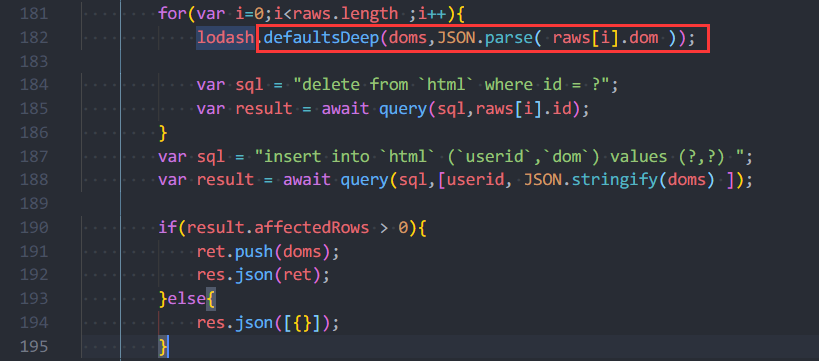 181 for(var i=0;i<raws.length ;i++){
182 lodash.defaultsDeep(doms,JSON.parse( raws[i].dom ));
183
184 var sql = "delete from `html` where id = ?";
185 var result = await query(sql,raws[i].id);
186 }
187 var sql = "insert into `html` (`userid`,`dom`) values (?,?) ";
188 var result = await query(sql,[userid, JSON.stringify(doms) ]);
189
190 if(result.affectedRows > 0){
191 ret.push(doms);
192 res.json(ret);
193 }else{
194 res.json([{}]);
195 }